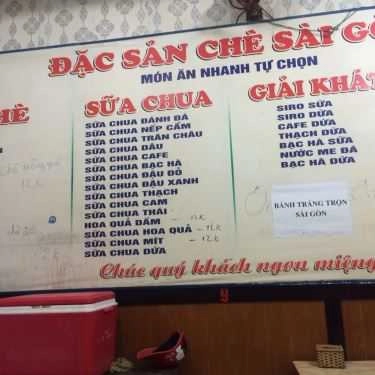 ĐẶC SẢN CHÈ SÀI GÒ
MÓN ĂN NHANH TỰ CHỌN
HÈ
SỮA CHUA
SỮA CHUA ĐÁNH ĐÁ
SỮA CHUA NẾP CẨM
SỮA CHUA TRÂN CHÂU
SỮA CHUA DÂU
SỮA CHUA CAFE
SỮA CHUA BẠC HÀ
SỮA CHUA ĐẬU ĐỎ
SỮA CHUA ĐẬU XANH
SỮA CHUA THẠCH
SỮA CHUA CAM
SỮA CHUA THÁI
HOA QUẢ DẦM
SỮA CHUA HOA QUẢ
SỮA CHUA MÍT - 12K
SỮA CHUA DỪA
GIẢI KHÁT
SIRO SỮA
SIRO DỪA
CAFE DỪA
THẠCH DỪA
BẠC HÀ SỮA
NƯỚC ME ĐÁ
BẠC HÀ DỪA
BÁNH TRÁNG TRỘN
SÀI GÒN
Chúc quý khách ngon miệng